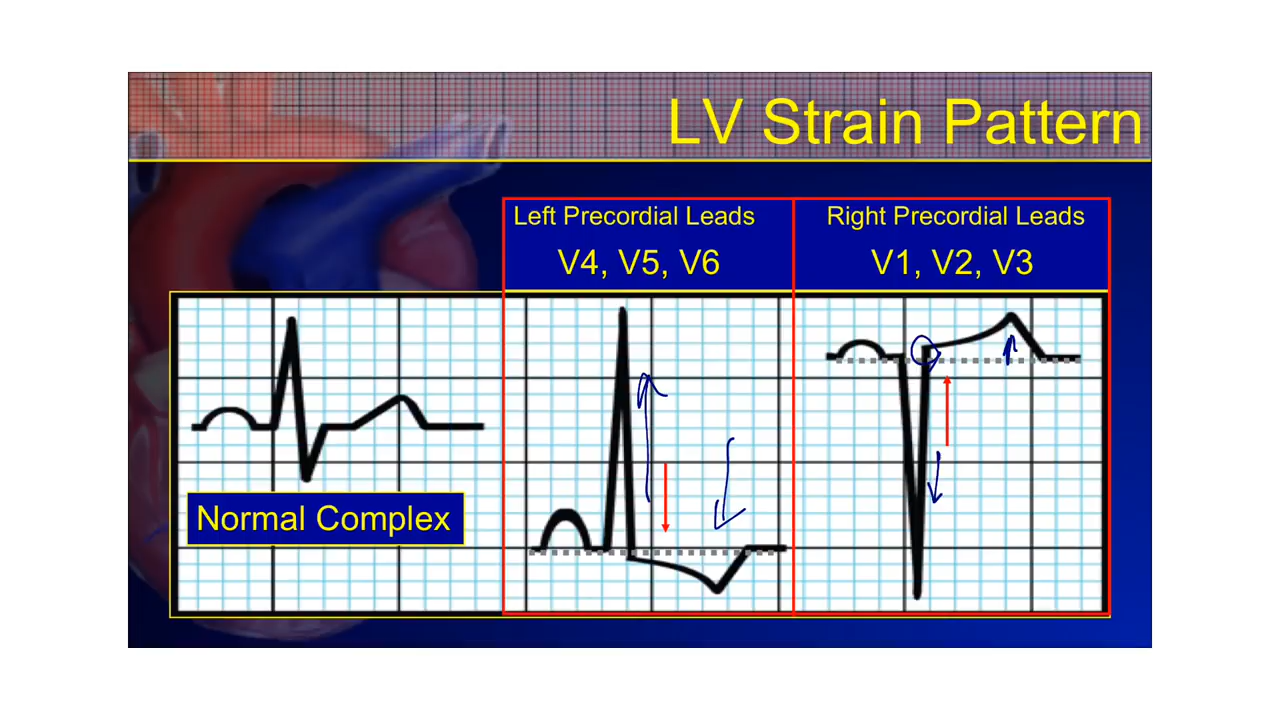 LV Strain Pattern
Left Precordial Leads
V4, V5, V6
Right Precordial Leads
V1, V2, V3
Normal Complex